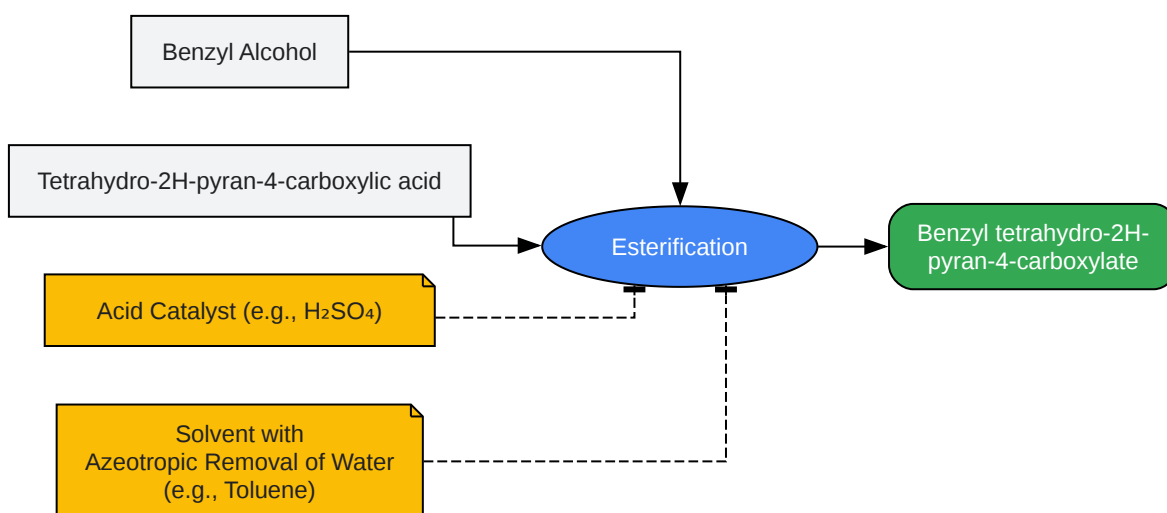 Benzyl Alcohol
Tetrahydro-2H-pyran-4-carboxylic acid
Esterification
Benzyl tetrahydro-2H-
pyran-4-carboxylate
Acid Catalyst (e.g., H₂SO₄)
Solvent with
Azeotropic Removal of Water
(e.g., Toluene)